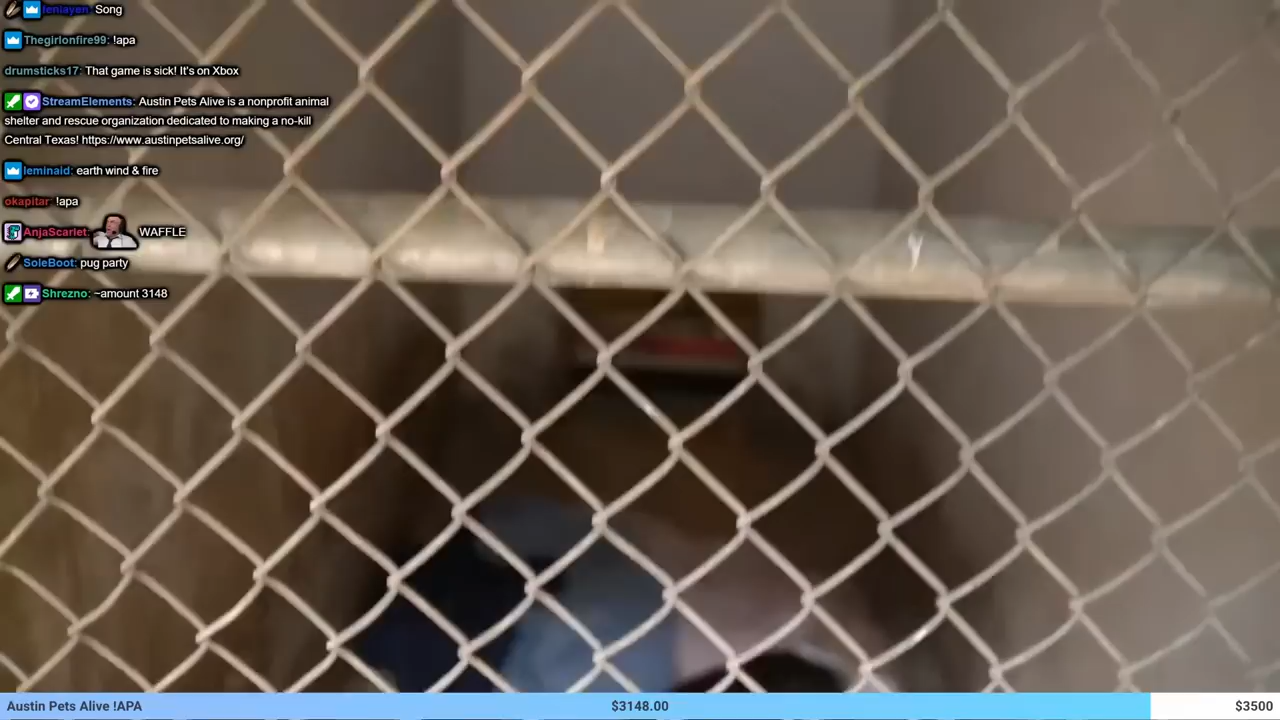 leniayen: Song
Thegirlonfire99: !apa
drumsticks17: That game is sick! It's on Xbox
StreamElements: Austin Pets Alive is a nonprofit animal
shelter and rescue organization dedicated to making a no-kill
Central Texas! https://www.austinpetsalive.org/
leminaid: earth wind & fire
okapitar: !apa
AnjaScarlet: WAFFLE
SoleBoot: pug party
Shrezno: ~amount 3148
Austin Pets Alive !APA $3148.00 $3500